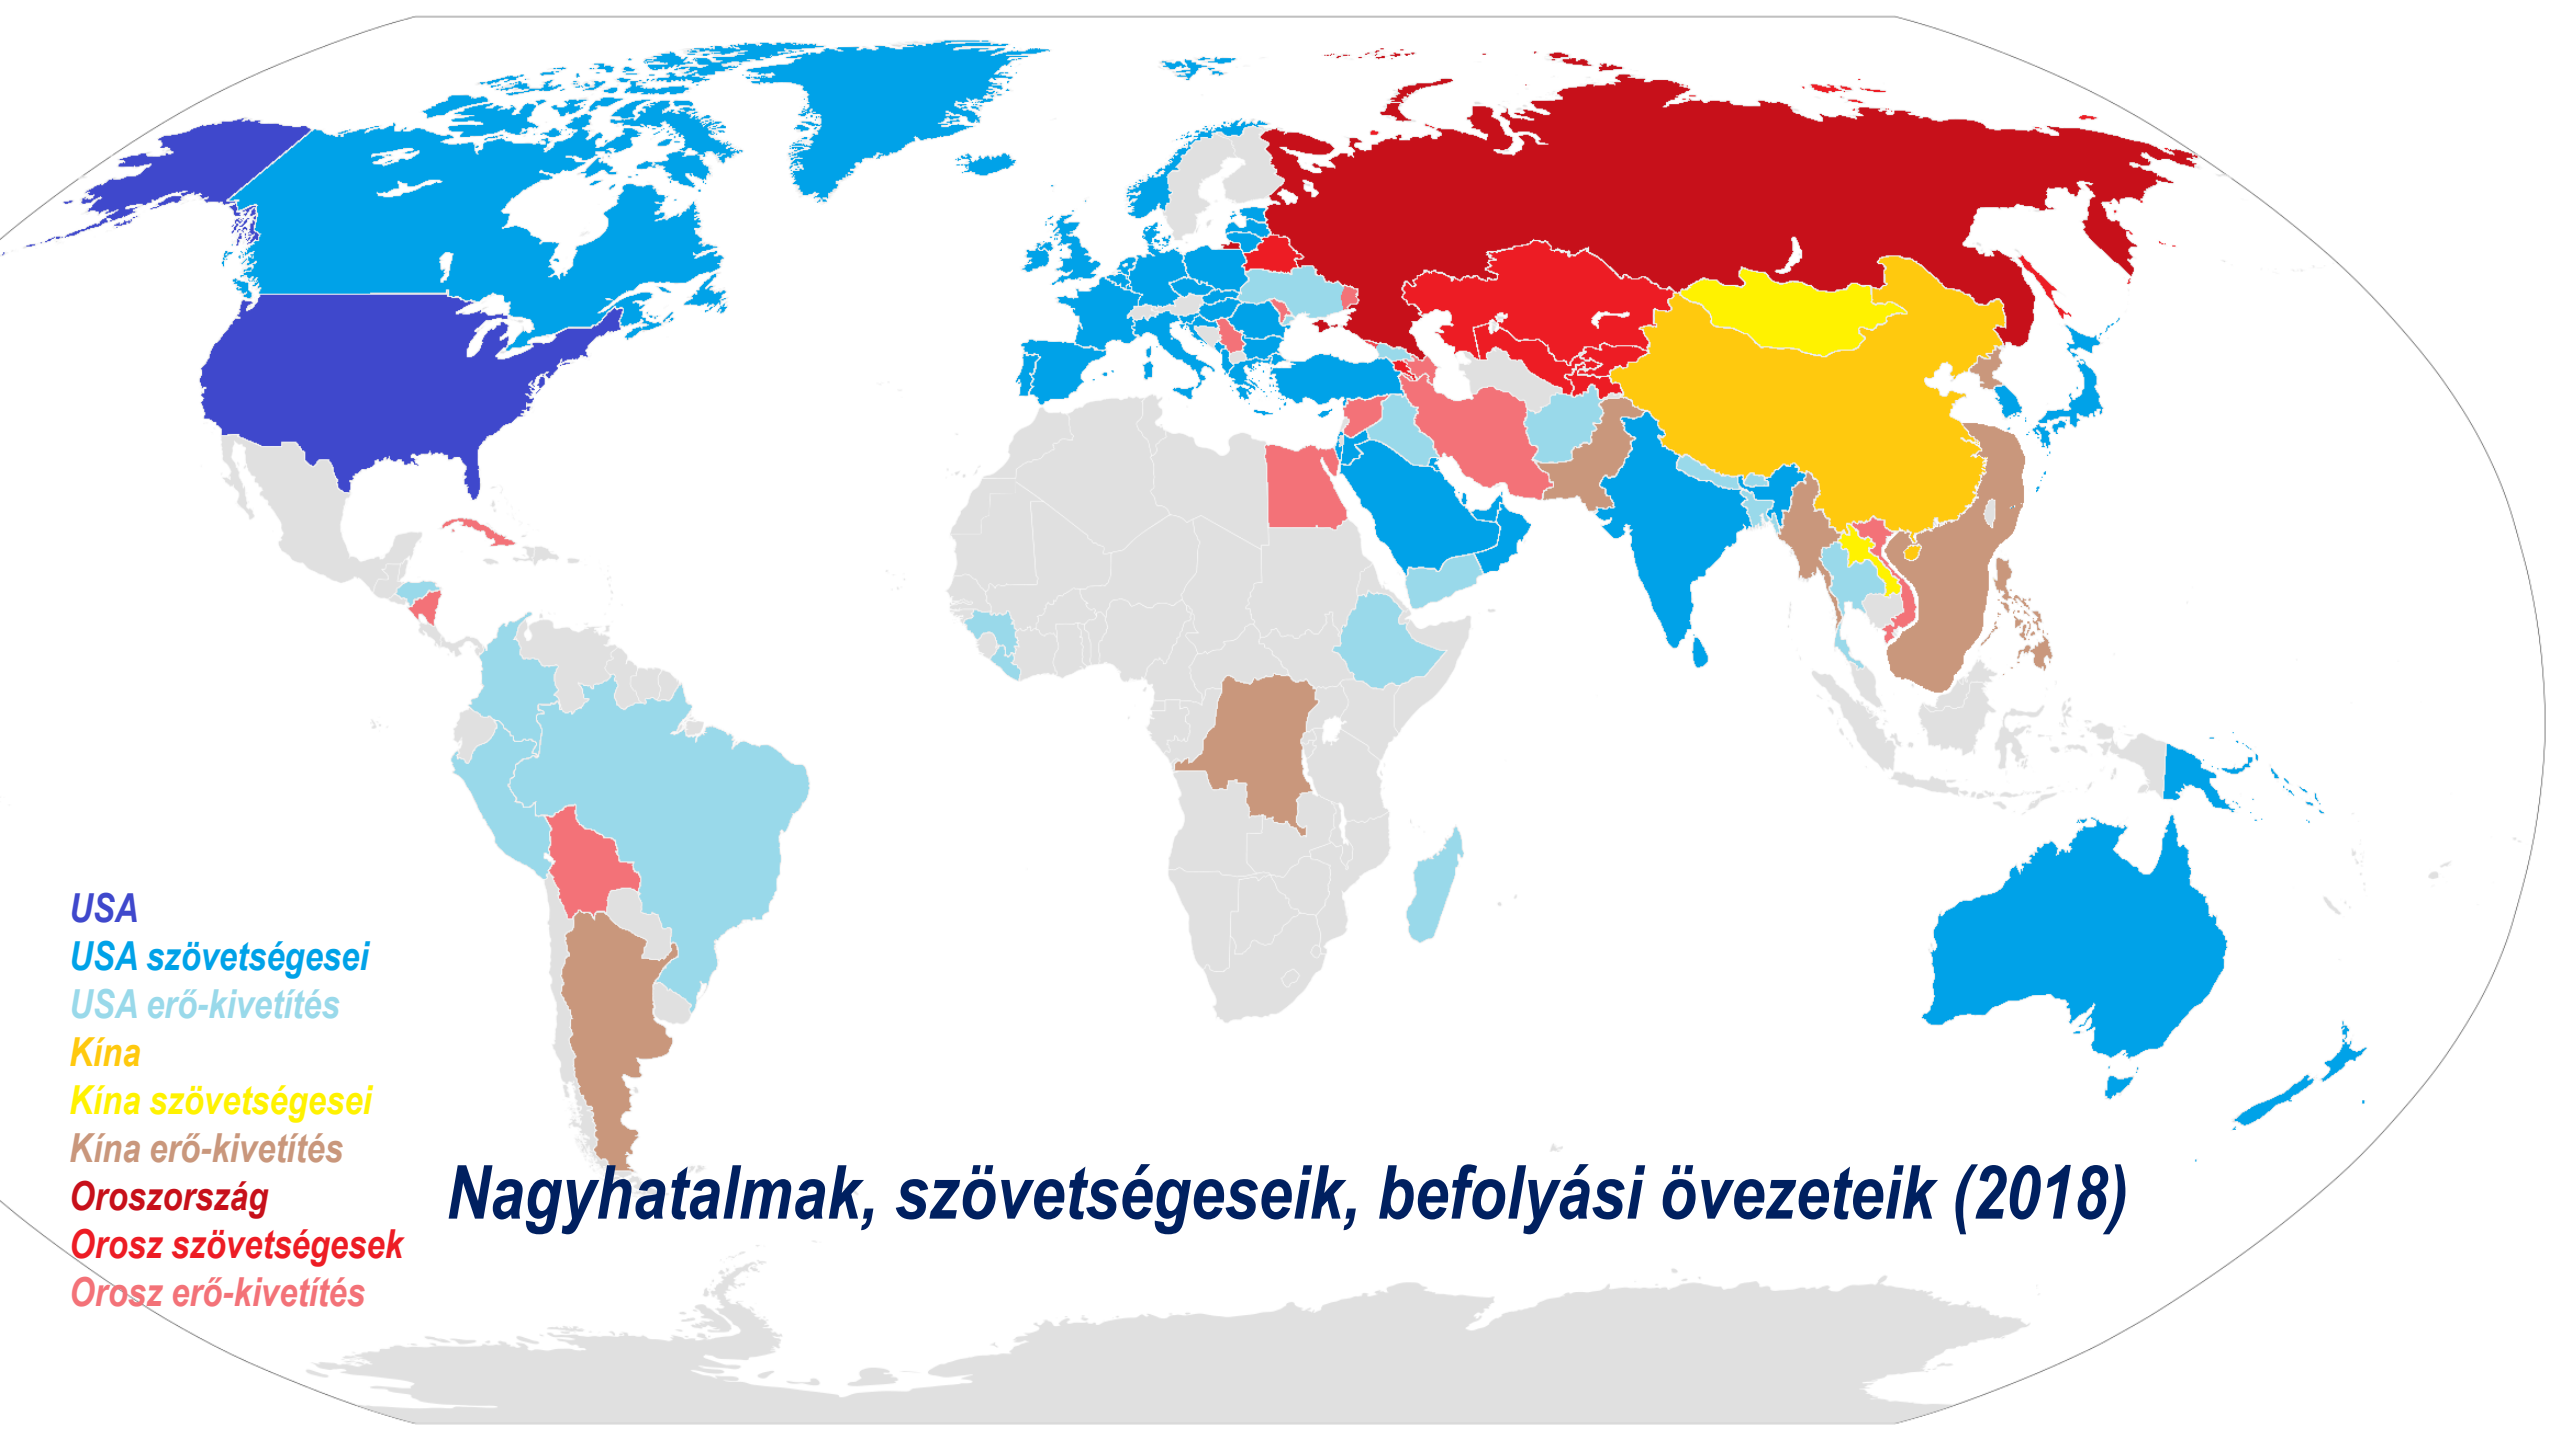 USA
USA szövetségesei
USA erő-kivetítés
Kína
Kína szövetségesei
Kína erő-kivetítés
Oroszország
Orosz szövetségesek
Orosz erő-kivetítés
Nagyhatalmak, szövetségeseik, befolyási övezeteik (2018)